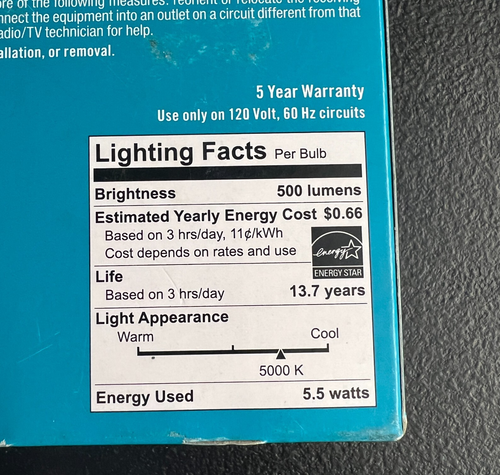 ore of the following measures: reorient or relocate the receiving
nnect the equipment into an outlet on a circuit different from that
adio/TV technician for help.
allation, or removal.
5 Year Warranty
Use only on 120 Volt, 60 Hz circuits
Lighting Facts Per Bulb
Brightness 500 lumens
Estimated Yearly Energy Cost $0.66
Based on 3 hrs/day, 11¢/kWh
Cost depends on rates and use
energy
ENERGY STAR
Life
Based on 3 hrs/day 13.7 years
Light Appearance
Warm Cool
5000 K
Energy Used 5.5 watts